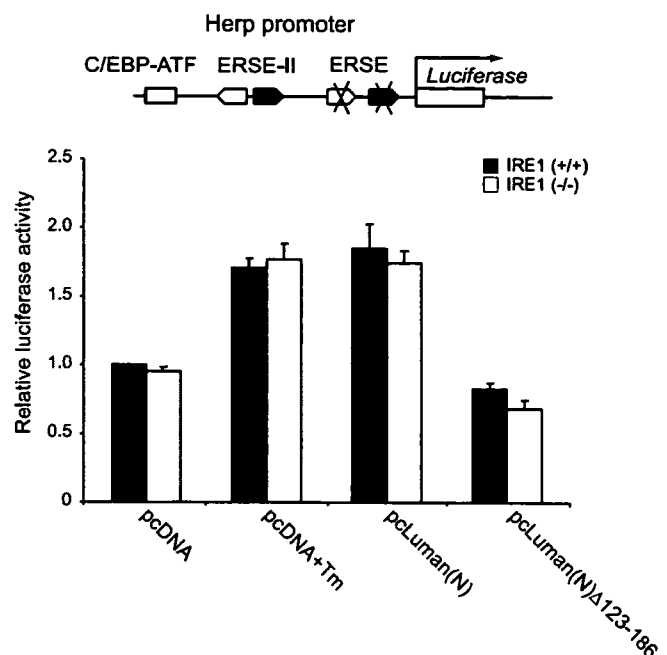 Herp promoter
C/EBP-ATF ERSE-II ERSE
Luciferase
2.5
2.0
1.5
1.0
0.5
0
Relative luciferase activity
IRE1 (+/+)
IRE1 (-/-)
pcDNA
pcDNA+Tm
pcLuman(N)
pcLuman(N)Δ123-186